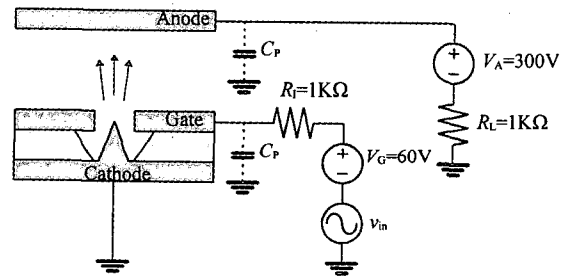 Anode
C_P
V_A=300V
R_I=1KΩ
Gate
R_L=1KΩ
C_P
V_G=60V
Cathode
v_in